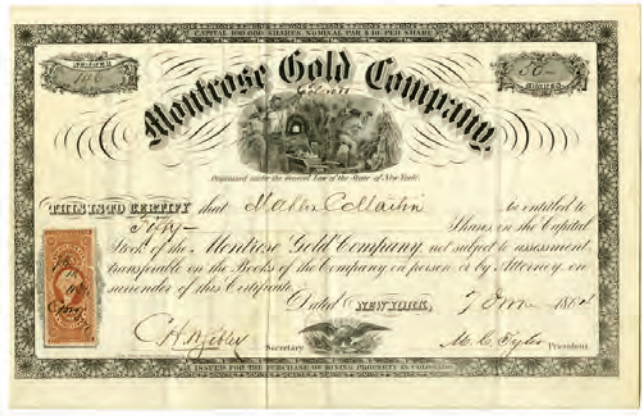 CAPITAL 100,000 SHARES, NOMINAL PAR $10 PER SHARE
NUMBER
50
SHARES
Montrose Gold Company.
Organized under the General Law of the State of New York.
THIS IS TO CERTIFY that is entitled to
Fifty Shares in the Capital
Stock of the Montrose Gold Company, not subject to assessment,
transferable on the Books of the Company in person or by Attorney, on
surrender of this Certificate.
Dated NEW YORK, 7 186
Secretary M. C. Tyler President
ISSUED FOR THE PURCHASE OF MINING PROPERTY IN COLORADO